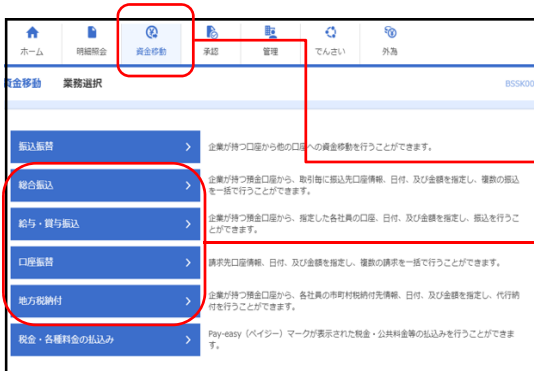 ホーム 明細照会 資金移動 承認 管理 でんさい 外為
資金移動 業務選択 BSSK00
振込振替 企業が持つ口座から他の口座への資金移動を行うことができます。
総合振込 企業が持つ預金口座から、取引毎に振込先口座情報、日付、及び金額を指定し、複数の振込
を一括で行うことができます。
給与・賞与振込 企業が持つ預金口座から、指定した各社員の口座、日付、及び金額を指定し、振込を行うこ
とができます。
口座振替 請求先口座情報、日付、及び金額を指定し、複数の請求を一括で行うことができます。
地方税納付 企業が持つ預金口座から、各社員の市町村税納付先情報、日付、及び金額を指定し、代行納
付を行うことができます。
税金・各種料金の払込み Pay-easy（ペイジー）マークが表示された税金・公共料金等の払込みを行うことができま
す。